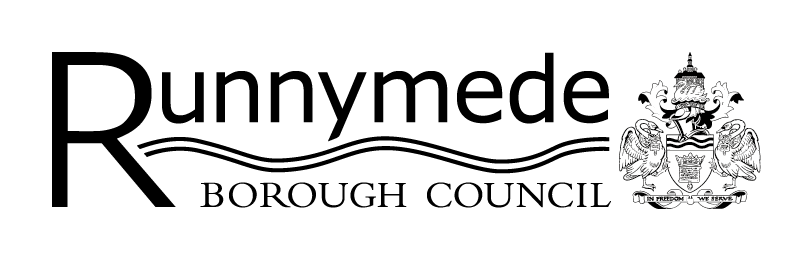 Runnymede
BOROUGH COUNCIL
IN FREEDOM WE SERVE